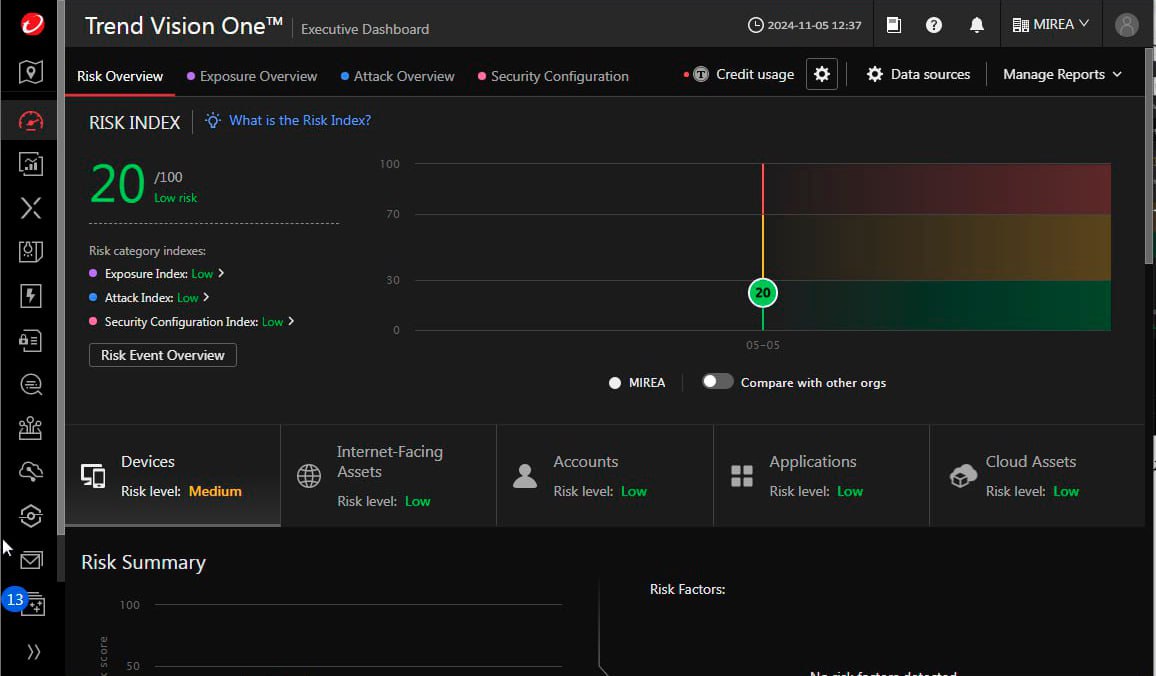 Trend Vision One™ Executive Dashboard
2024-11-05 12:37
MIREA
Risk Overview
Exposure Overview
Attack Overview
Security Configuration
Credit usage
Data sources
Manage Reports
RISK INDEX
What is the Risk Index?
20 /100
Low risk
Risk category indexes:
Exposure Index: Low
Attack Index: Low
Security Configuration Index: Low
Risk Event Overview
100
70
30
0
20
05-05
MIREA
Compare with other orgs
Devices
Risk level: Medium
Internet-Facing
Assets
Risk level: Low
Accounts
Risk level: Low
Applications
Risk level: Low
Cloud Assets
Risk level: Low
13
Risk Summary
100
50
score
Risk Factors:
No risk factors detected